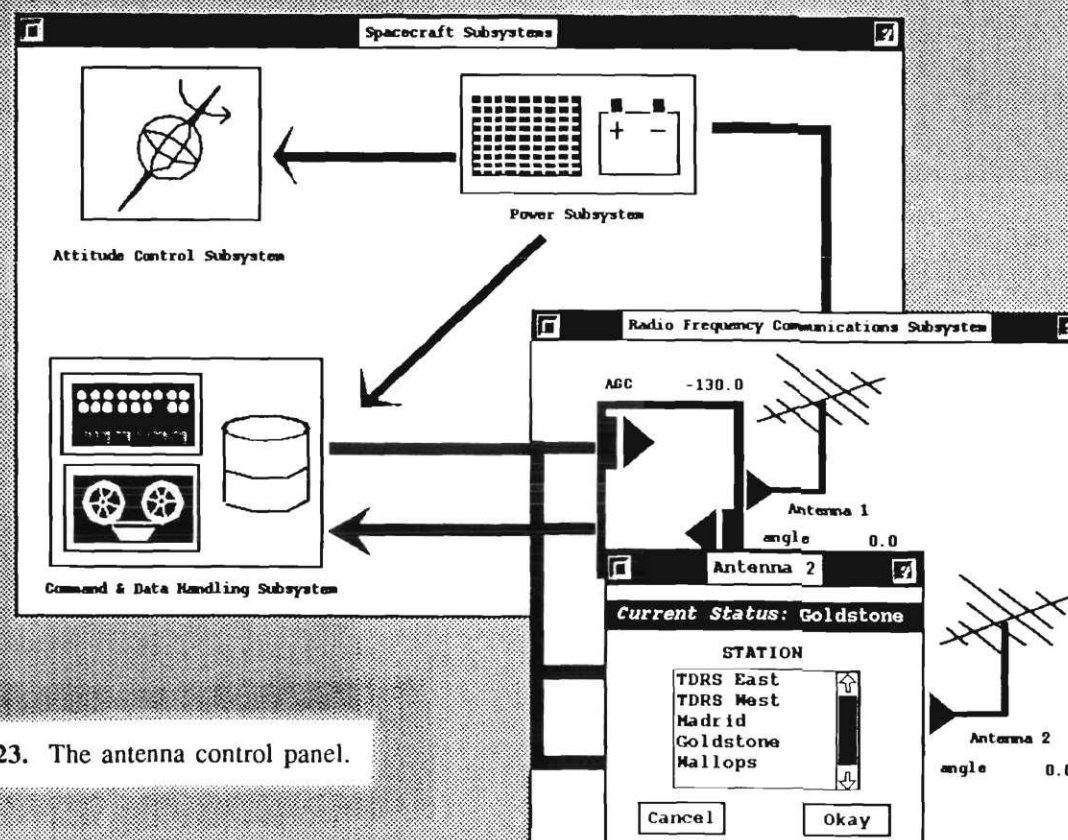 Spacecraft Subsystems
Power Subsystem
Attitude Control Subsystem
Radio Frequency Communications Subsystem
AGC -130.0
Antenna 1
angle 0.0
Command & Data Handling Subsystem
Antenna 2
Current Status: Goldstone
STATION
TDRS East
TDRS West
Madrid
Goldstone
Wallops
Antenna 2
angle 0.0
Cancel Okay
23. The antenna control panel.